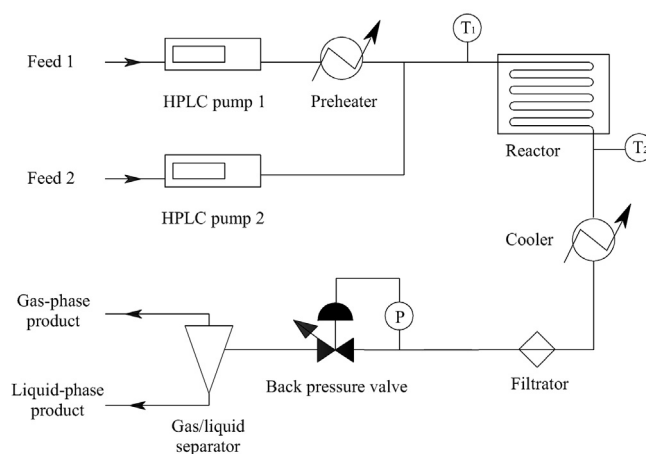 T1
Feed 1
HPLC pump 1
Preheater
Reactor
T2
Feed 2
HPLC pump 2
Cooler
Gas-phase
product
P
Back pressure valve
Filtrator
Liquid-phase
product
Gas/liquid
separator